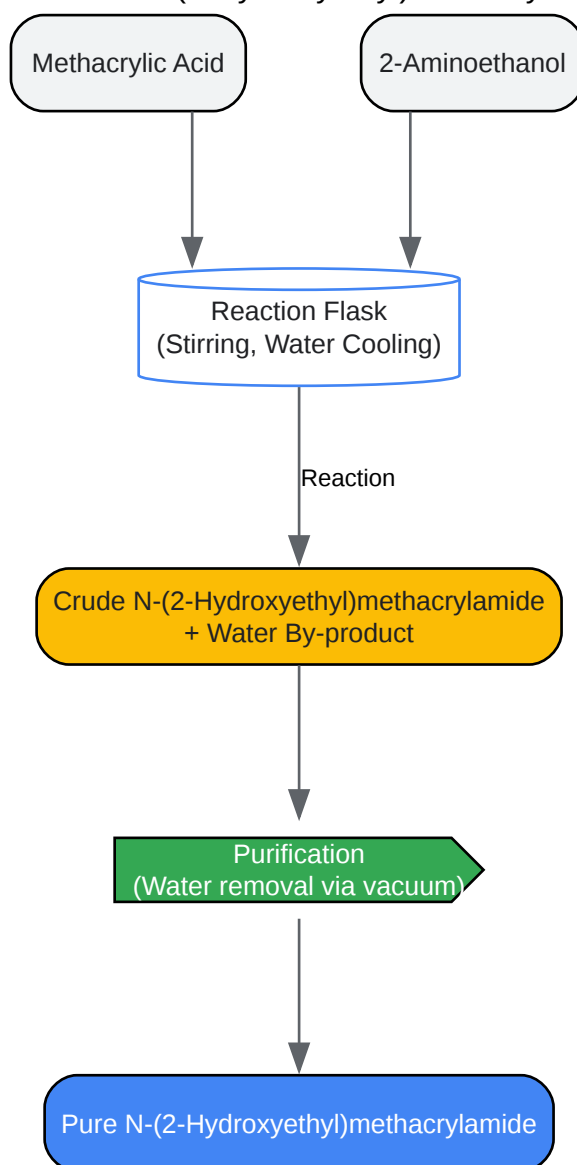 Methacrylic Acid
2-Aminoethanol
Reaction Flask
(Stirring, Water Cooling)
Reaction
Crude N-(2-Hydroxyethyl)methacrylamide
+ Water By-product
Purification
(Water removal via vacuum)
Pure N-(2-Hydroxyethyl)methacrylamide